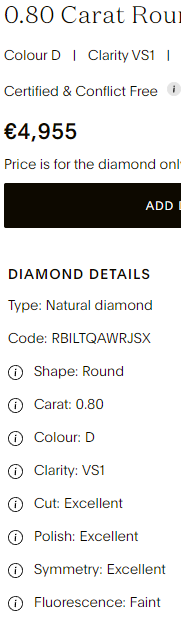 0.80 Carat Roun
Colour D | Clarity VS1 |
Certified & Conflict Free i
€4,955
Price is for the diamond onl
ADD
DIAMOND DETAILS
Type: Natural diamond
Code: RBILTQAWRJSX
i Shape: Round
i Carat: 0.80
i Colour: D
i Clarity: VS1
i Cut: Excellent
i Polish: Excellent
i Symmetry: Excellent
i Fluorescence: Faint